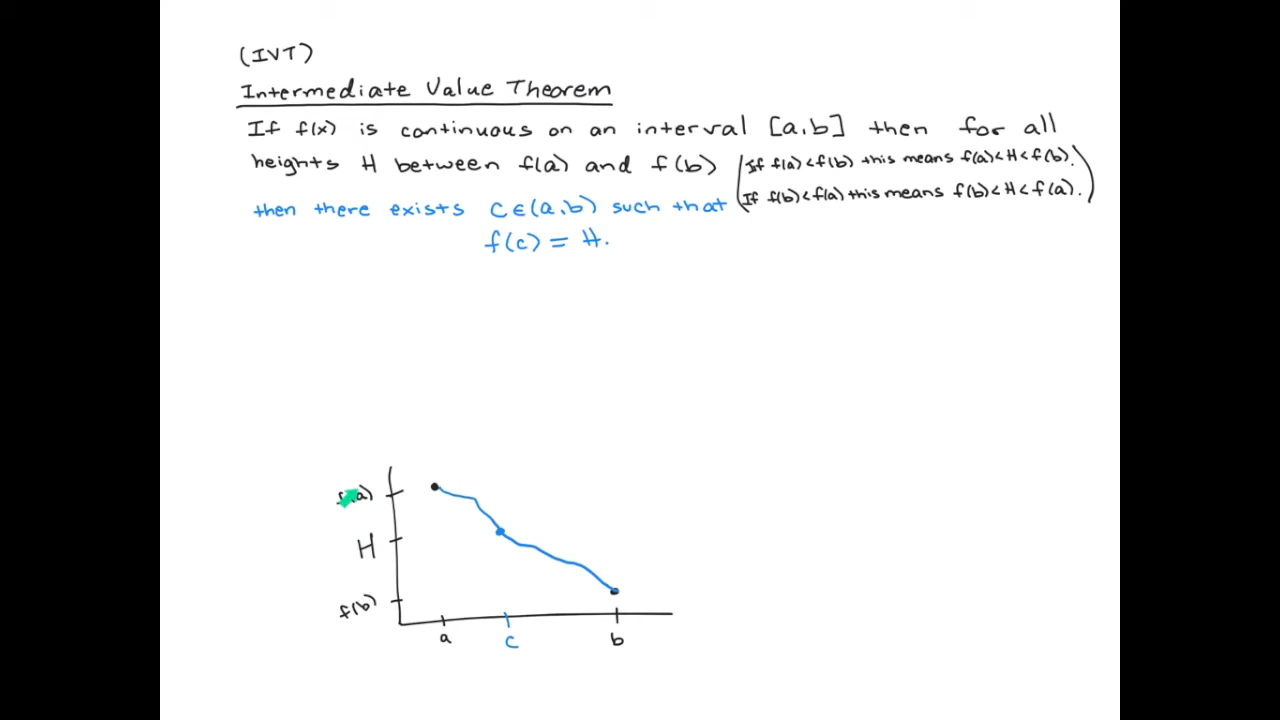 (IVT)
Intermediate Value Theorem
If f(x) is continuous on an interval [a,b] then for all
heights H between f(a) and f(b) (If f(a)<f(b) this means f(a)<H<f(b).
If f(b)<f(a) this means f(b)<H<f(a).)
then there exists c∈(a,b) such that
f(c) = H.
f(a)
H
f(b)
a
c
b